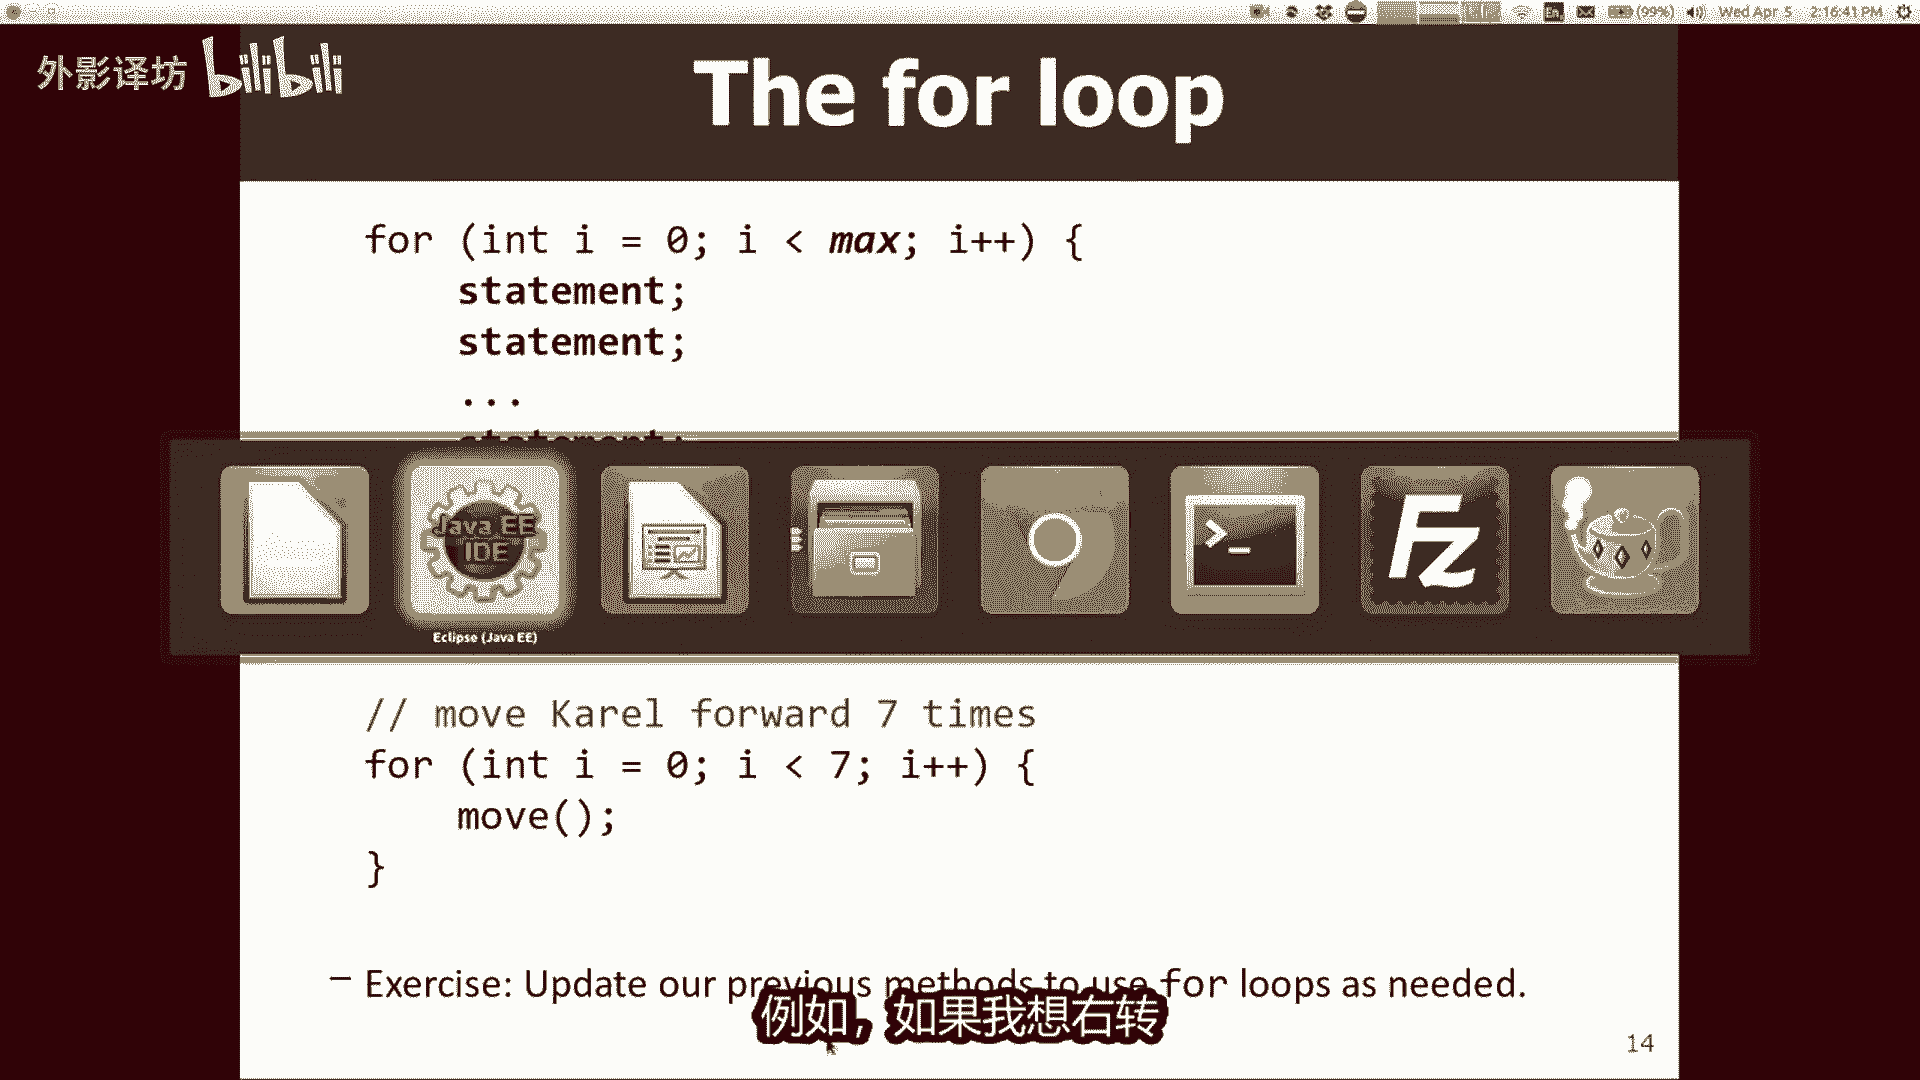 En (99%) Wed Apr 5 2:16:41 PM
外影译坊 bilibili
The for loop
for (int i = 0; i < max; i++) {
statement;
statement;
...
statement;
Java EE
IDE
>_
Fz
Eclipse (Java EE)
// move Karel forward 7 times
for (int i = 0; i < 7; i++) {
move();
}
– Exercise: Update our previous methods to use for loops as needed.
例如，如果我想右转
14